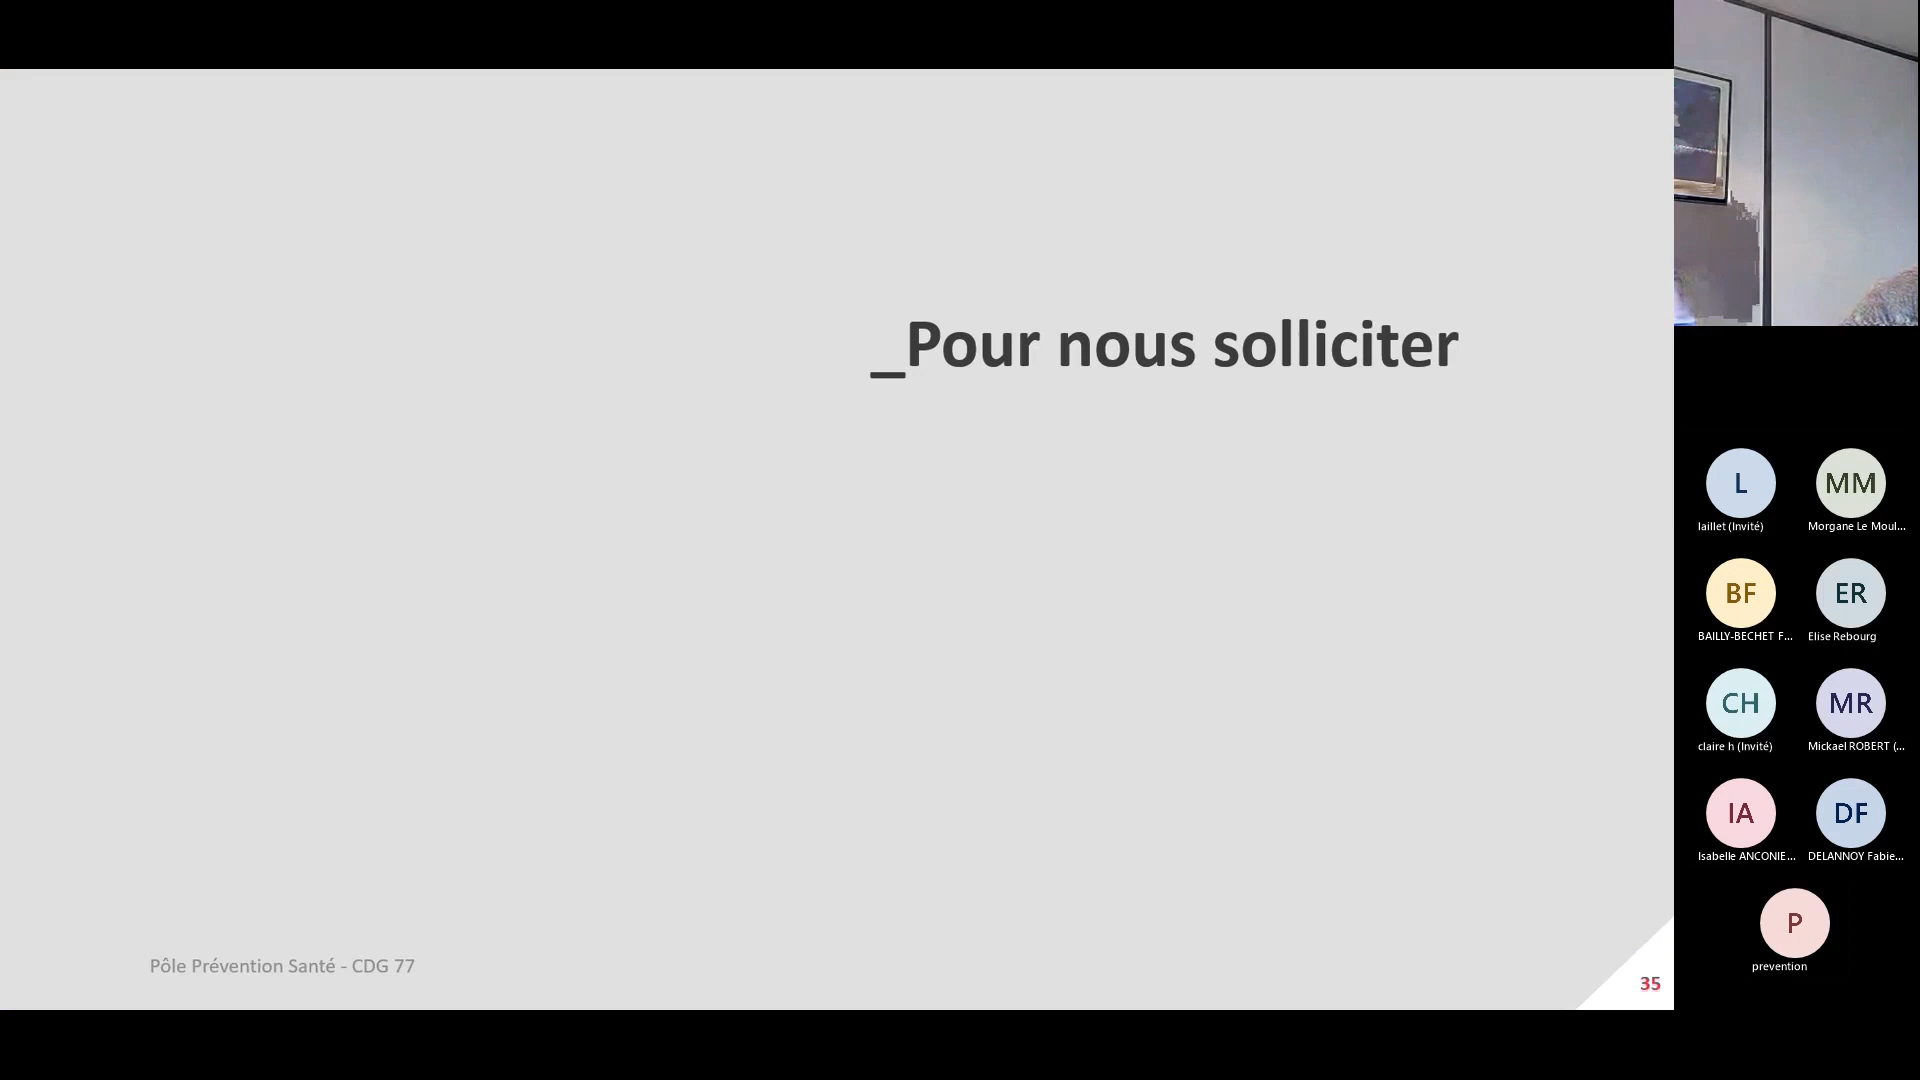 _Pour nous solliciter
Pôle Prévention Santé - CDG 77
35
L
laillet (Invité)
MM
Morgane Le Moul...
BF
BAILLY-BECHET F...
ER
Elise Rebourg
CH
claire h (Invité)
MR
Mickael ROBERT (...
IA
Isabelle ANCONIE...
DF
DELANNOY Fabie...
P
prevention